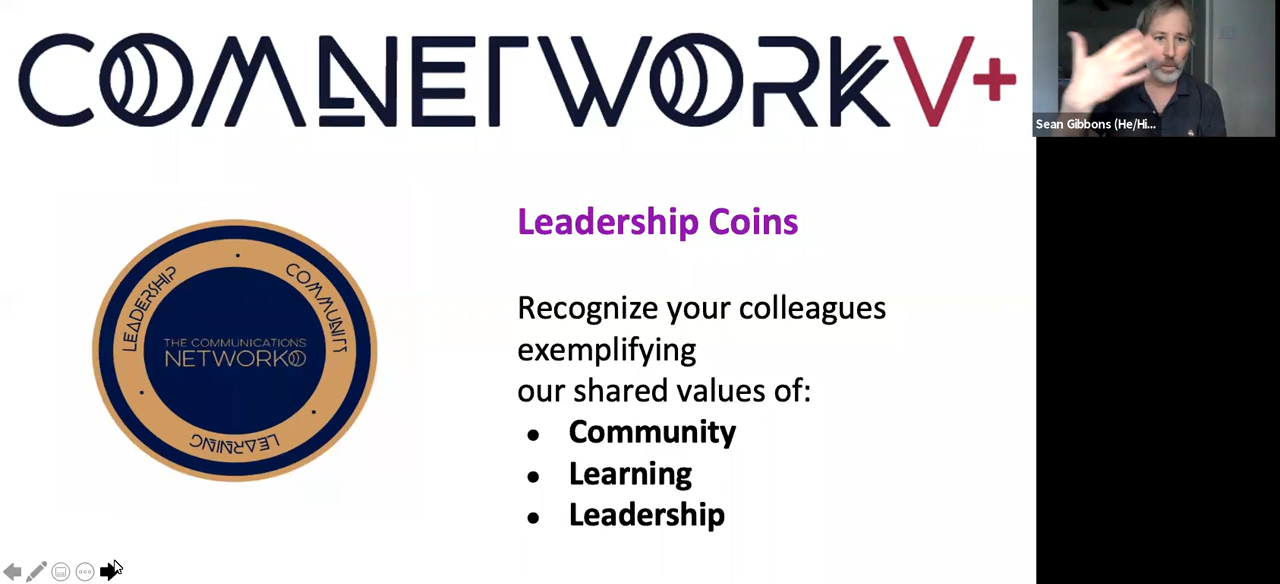 COMNETWORK V+
Sean Gibbons (He/Hi...
Leadership Coins
LEADERSHIP
COMMUNITY
THE COMMUNICATIONS
NETWORK
LEARNING
Recognize your colleagues
exemplifying
our shared values of:
• Community
• Learning
• Leadership